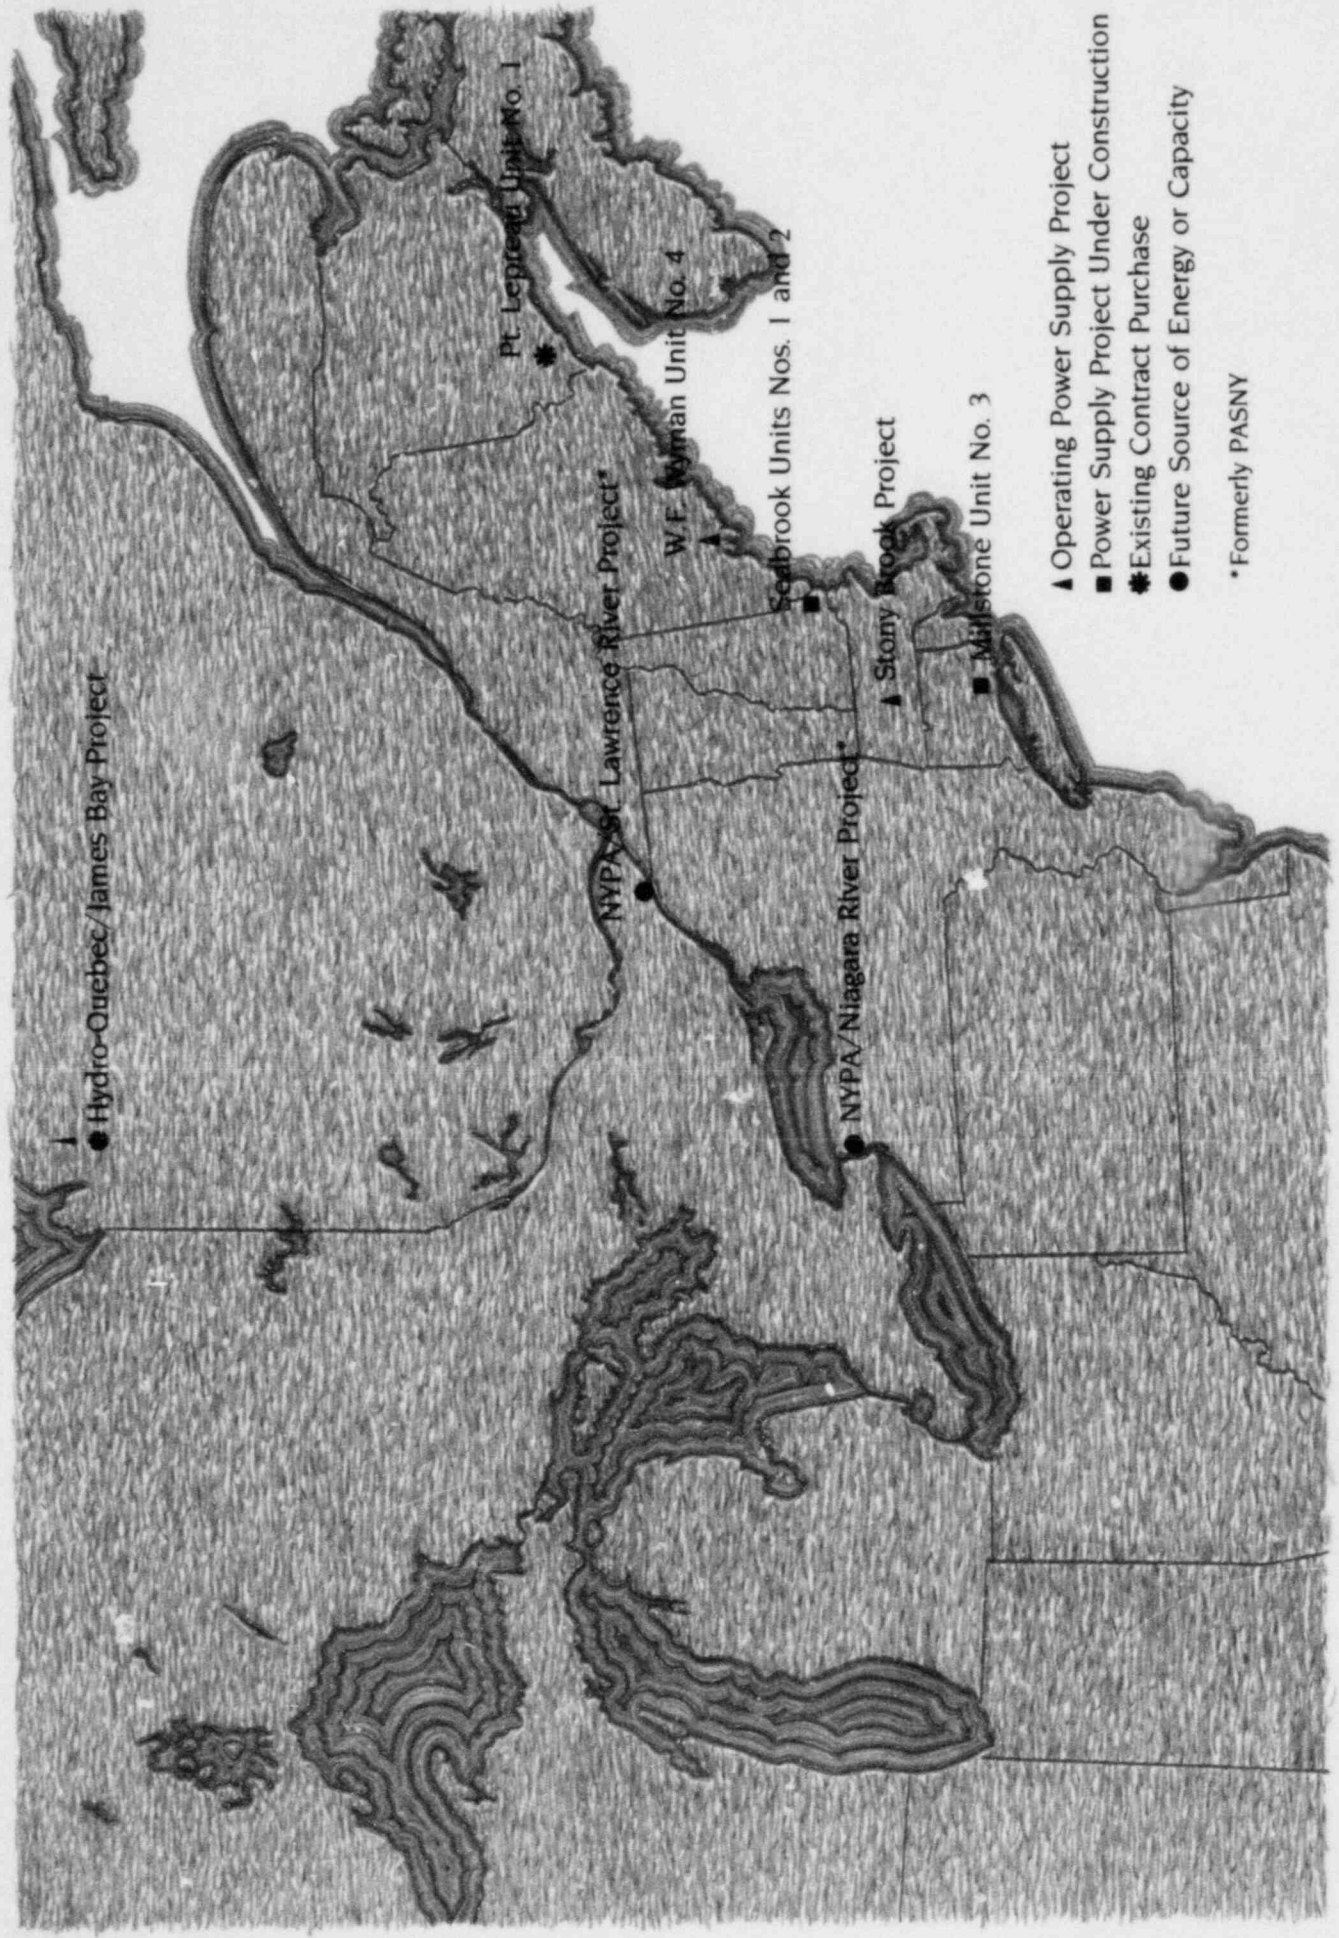 Hydro-Quebec/James Bay Project
Pt. Lepreau Unit No. 1
NYPA/St. Lawrence River Project*
W.F. Wyman Unit No. 4
Seabrook Units Nos. 1 and 2
NYPA/Niagara River Project*
Stony Brook Project
Millstone Unit No. 3
Operating Power Supply Project
Power Supply Project Under Construction
Existing Contract Purchase
Future Source of Energy or Capacity
*Formerly PASNY